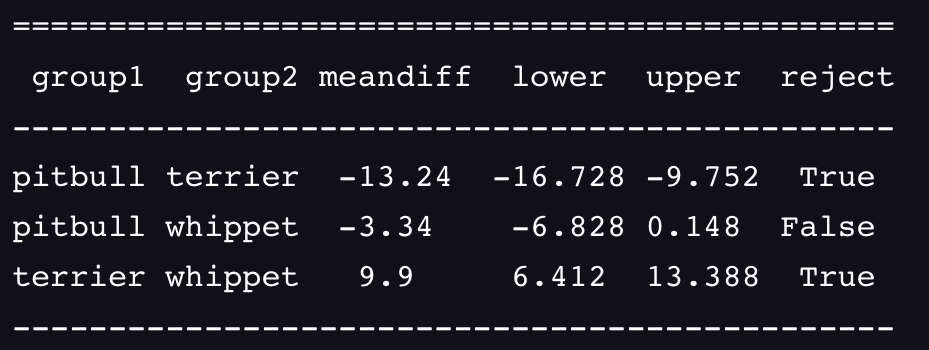 ==============================================
group1 group2 meandiff lower upper reject
----------------------------------------------
pitbull terrier -13.24 -16.728 -9.752 True
pitbull whippet -3.34 -6.828 0.148 False
terrier whippet 9.9 6.412 13.388 True
----------------------------------------------